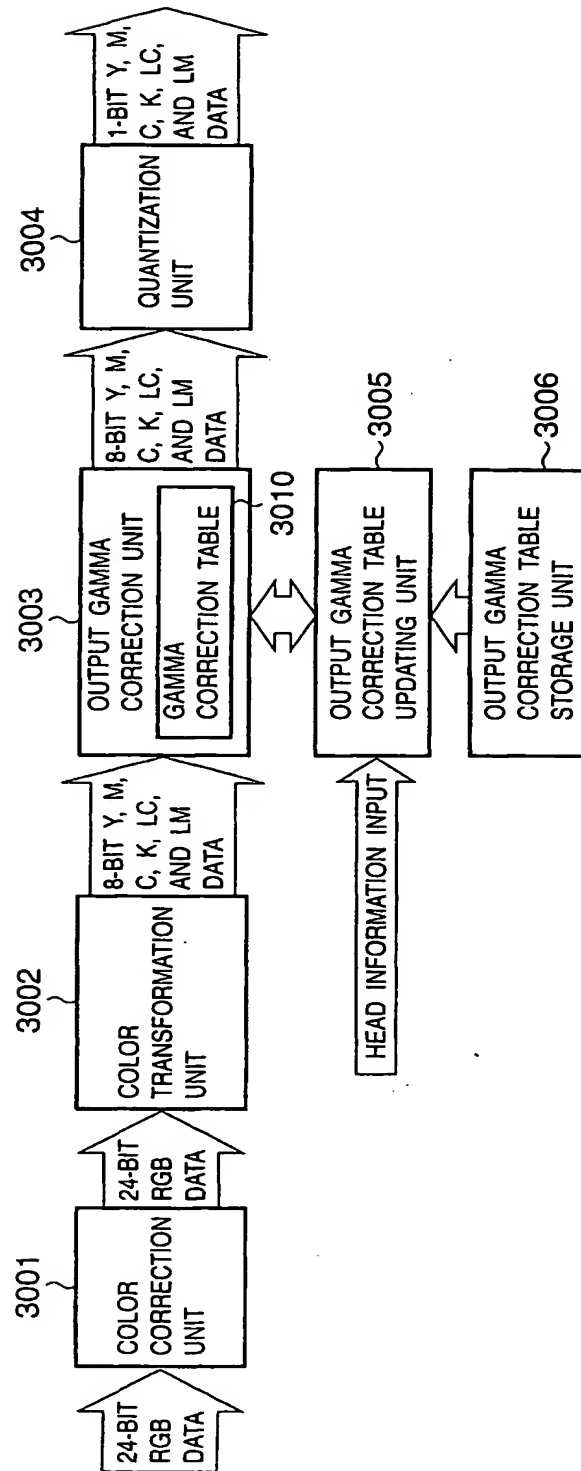 24-BIT
RGB
DATA
3001
COLOR
CORRECTION
UNIT
24-BIT
RGB
DATA
3002
COLOR
TRANSFORMATION
UNIT
8-BIT Y, M,
C, K, LC,
AND LM
DATA
3003
OUTPUT GAMMA
CORRECTION UNIT
GAMMA
CORRECTION TABLE
3010
8-BIT Y, M,
C, K, LC,
AND LM
DATA
3004
QUANTIZATION
UNIT
1-BIT Y, M,
C, K, LC,
AND LM
DATA
HEAD INFORMATION INPUT
OUTPUT GAMMA
CORRECTION TABLE
UPDATING UNIT
3005
OUTPUT GAMMA
CORRECTION TABLE
STORAGE UNIT
3006